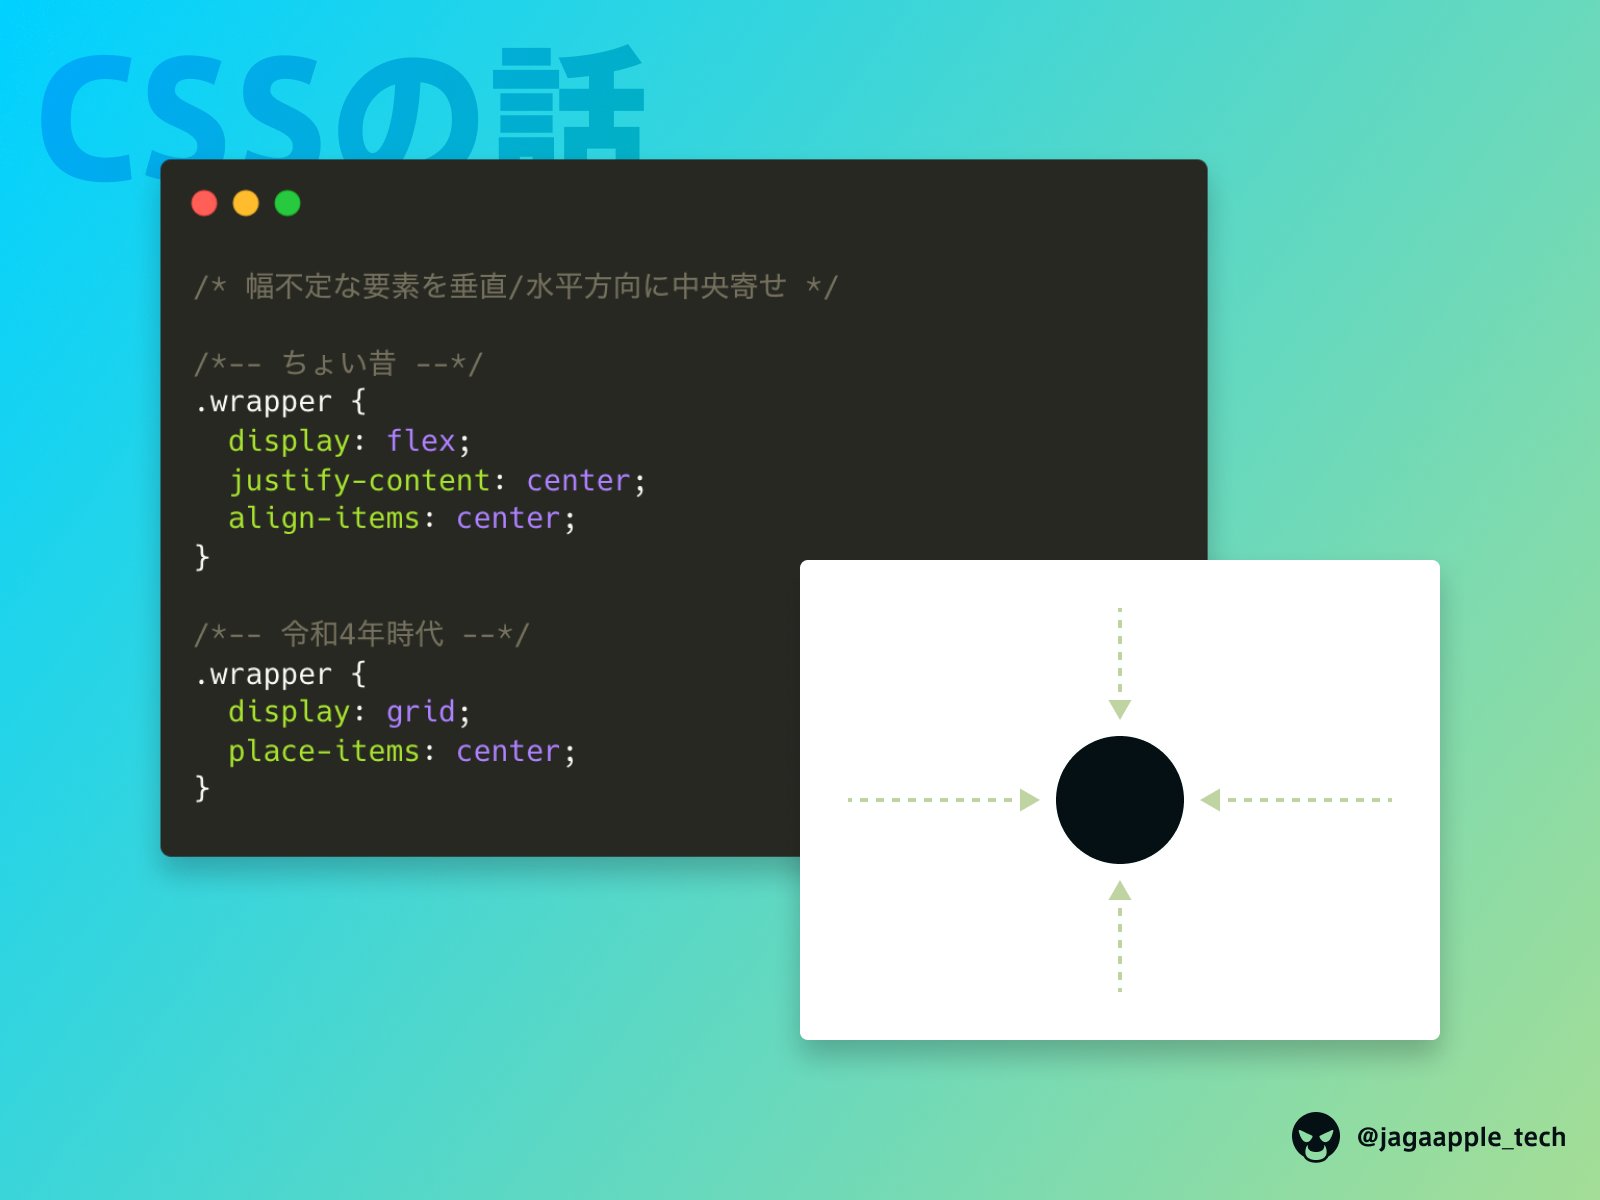 CSSの話
/* 幅不定な要素を垂直/水平方向に中央寄せ */
/*-- ちょい昔 --*/
.wrapper {
  display: flex;
  justify-content: center;
  align-items: center;
}
/*-- 令和4年時代 --*/
.wrapper {
  display: grid;
  place-items: center;
}
@jagaapple_tech